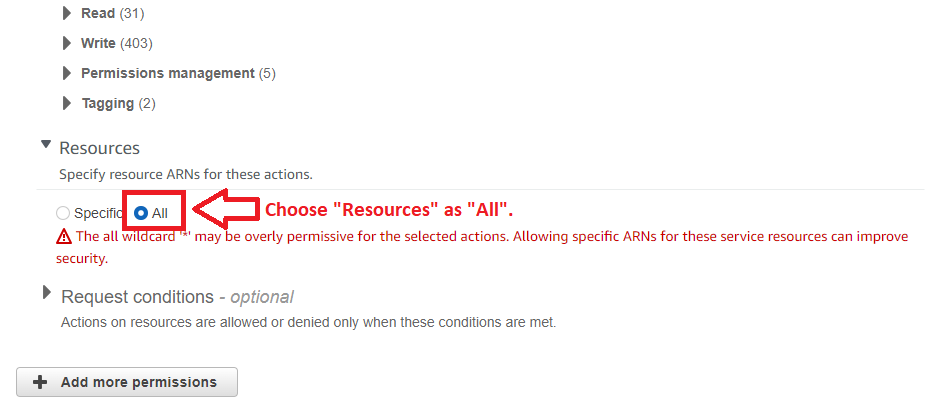 Read (31)
Write (403)
Permissions management (5)
Tagging (2)
Resources
Specify resource ARNs for these actions.
Specific All Choose "Resources" as "All".
The all wildcard '*' may be overly permissive for the selected actions. Allowing specific ARNs for these service resources can improve
security.
Request conditions - optional
Actions on resources are allowed or denied only when these conditions are met.
Add more permissions